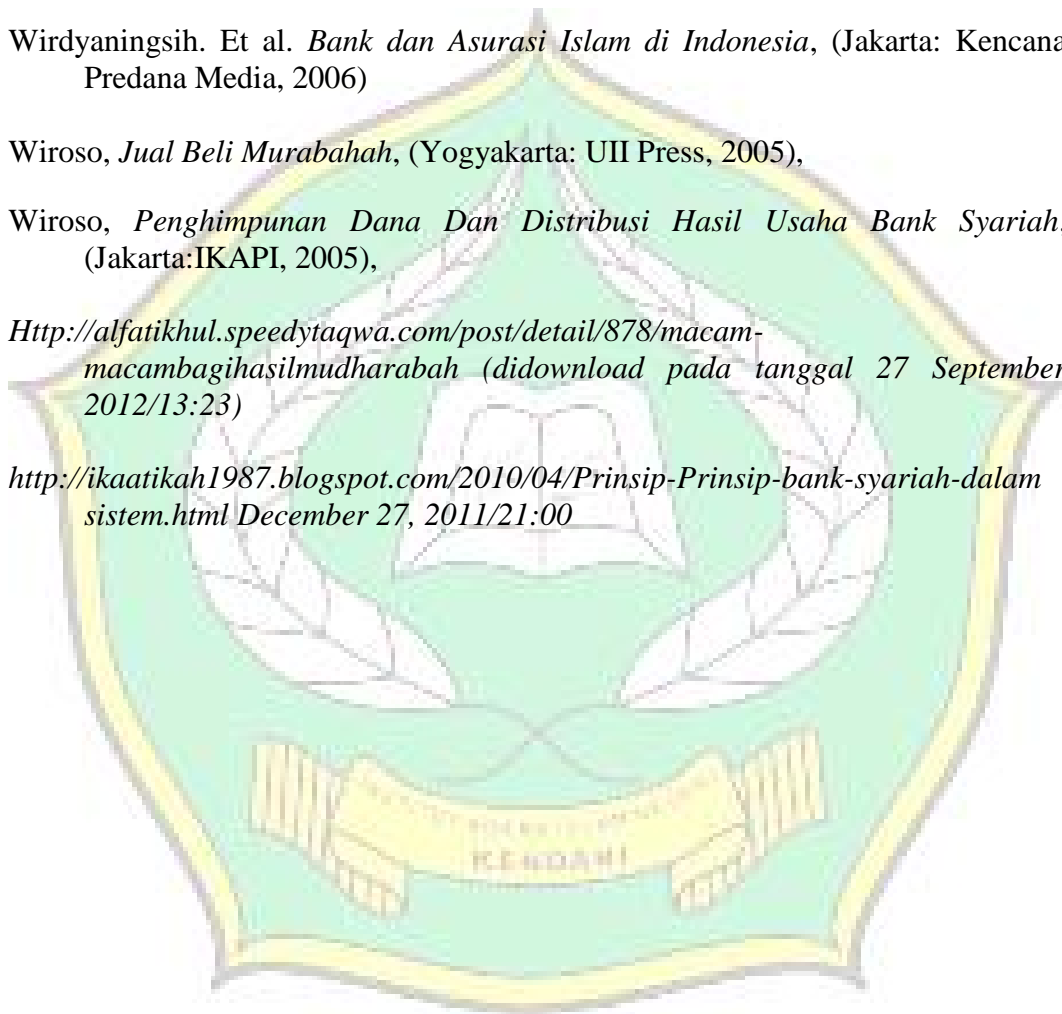 Wirdyaningsih. Et al. Bank dan Asurasi Islam di Indonesia, (Jakarta: Kencana
Predana Media, 2006)
Wiroso, Jual Beli Murabahah, (Yogyakarta: UII Press, 2005),
Wiroso, Penghimpunan Dana Dan Distribusi Hasil Usaha Bank Syariah.
(Jakarta:IKAPI, 2005),
Http://alfatikhul.speedytaqwa.com/post/detail/878/macam-
macambagihasilmudharabah (didownload pada tanggal 27 September
2012/13:23)
http://ikaatikah1987.blogspot.com/2010/04/Prinsip-Prinsip-bank-syariah-dalam
sistem.html December 27, 2011/21:00
KENDARI